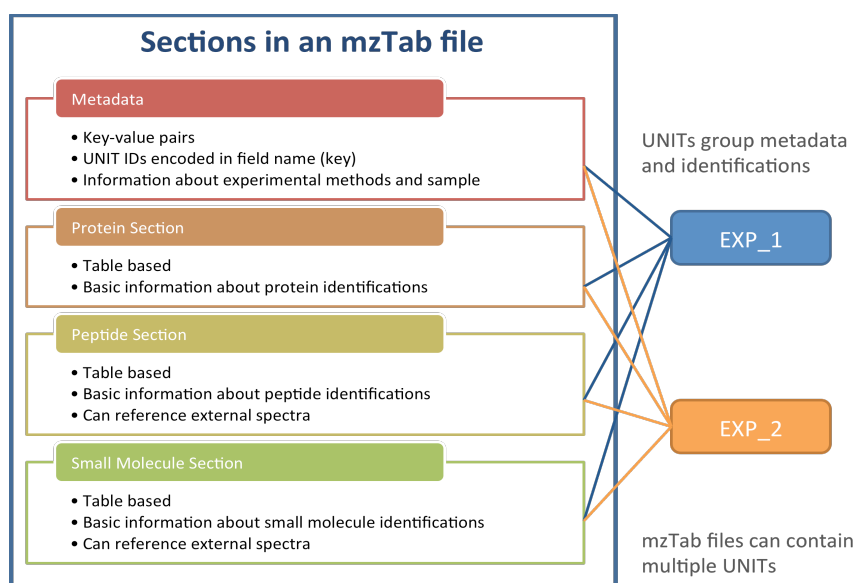 Sections in an mzTab file
Metadata
• Key-value pairs
• UNIT IDs encoded in field name (key)
• Information about experimental methods and sample
Protein Section
• Table based
• Basic information about protein identifications
Peptide Section
• Table based
• Basic information about peptide identifications
• Can reference external spectra
Small Molecule Section
• Table based
• Basic information about small molecule identifications
• Can reference external spectra
UNITs group metadata
and identifications
EXP_1
EXP_2
mzTab files can contain
multiple UNITs